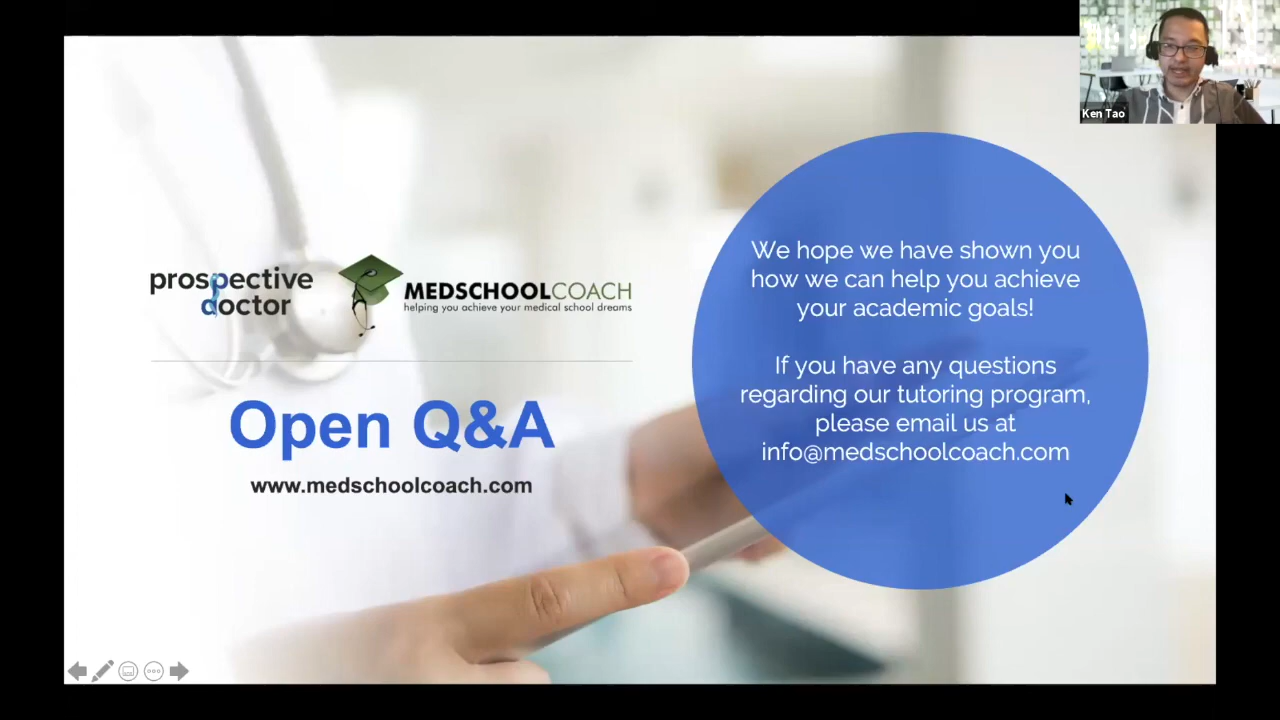 Ken Tao
prospective
doctor
MEDSCHOOLCOACH
helping you achieve your medical school dreams
Open Q&A
www.medschoolcoach.com
We hope we have shown you
how we can help you achieve
your academic goals!
If you have any questions
regarding our tutoring program,
please email us at
info@medschoolcoach.com